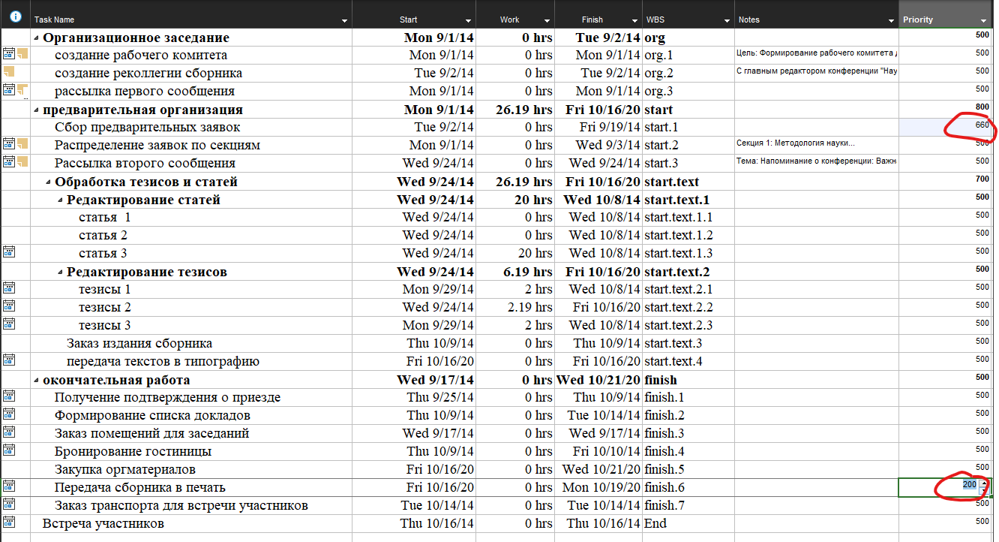 Task Name Start Work Finish WBS Notes Priority
Организационное заседание Mon 9/1/14 0 hrs Tue 9/2/14 org 500
создание рабочего комитета Mon 9/1/14 0 hrs Mon 9/1/14 org.1 Цель: Формирование рабочего комитета д 500
создание реколлегии сборника Tue 9/2/14 0 hrs Tue 9/2/14 org.2 С главным редактором конференции "Нау 500
рассылка первого сообщения Mon 9/1/14 0 hrs Mon 9/1/14 org.3 500
предварительная организация Mon 9/1/14 26.19 hrs Fri 10/16/20 start 800
Сбор предварительных заявок Tue 9/2/14 0 hrs Fri 9/19/14 start.1 660
Распределение заявок по секциям Mon 9/1/14 0 hrs Wed 9/3/14 start.2 Секция 1: Методология науки... 500
Рассылка второго сообщения Wed 9/24/14 0 hrs Wed 9/24/14 start.3 Тема: Напоминание о конференции: Важн 500
Обработка тезисов и статей Wed 9/24/14 26.19 hrs Fri 10/16/20 start.text 700
Редактирование статей Wed 9/24/14 20 hrs Wed 10/8/14 start.text.1 500
статья 1 Wed 9/24/14 0 hrs Wed 10/8/14 start.text.1.1 500
статья 2 Wed 9/24/14 0 hrs Wed 10/8/14 start.text.1.2 500
статья 3 Wed 9/24/14 20 hrs Wed 10/8/14 start.text.1.3 500
Редактирование тезисов Wed 9/24/14 6.19 hrs Fri 10/16/20 start.text.2 500
тезисы 1 Mon 9/29/14 2 hrs Wed 10/8/14 start.text.2.1 500
тезисы 2 Wed 9/24/14 2.19 hrs Fri 10/16/20 start.text.2.2 500
тезисы 3 Mon 9/29/14 2 hrs Wed 10/8/14 start.text.2.3 500
Заказ издания сборника Thu 10/9/14 0 hrs Thu 10/9/14 start.text.3 500
передача текстов в типографию Fri 10/16/20 0 hrs Fri 10/16/20 start.text.4 500
окончательная работа Wed 9/17/14 0 hrs Wed 10/21/20 finish 500
Получение подтверждения о приезде Thu 9/25/14 0 hrs Thu 10/9/14 finish.1 500
Формирование списка докладов Thu 10/9/14 0 hrs Tue 10/14/14 finish.2 500
Заказ помещений для заседаний Wed 9/17/14 0 hrs Wed 9/17/14 finish.3 500
Бронирование гостиницы Thu 10/9/14 0 hrs Fri 10/10/14 finish.4 500
Закупка оргматериалов Fri 10/16/20 0 hrs Wed 10/21/20 finish.5 500
Передача сборника в печать Fri 10/16/20 0 hrs Mon 10/19/20 finish.6 200
Заказ транспорта для встречи участников Tue 10/14/14 0 hrs Tue 10/14/14 finish.7 500
Встреча участников Thu 10/16/14 0 hrs Thu 10/16/14 End 500